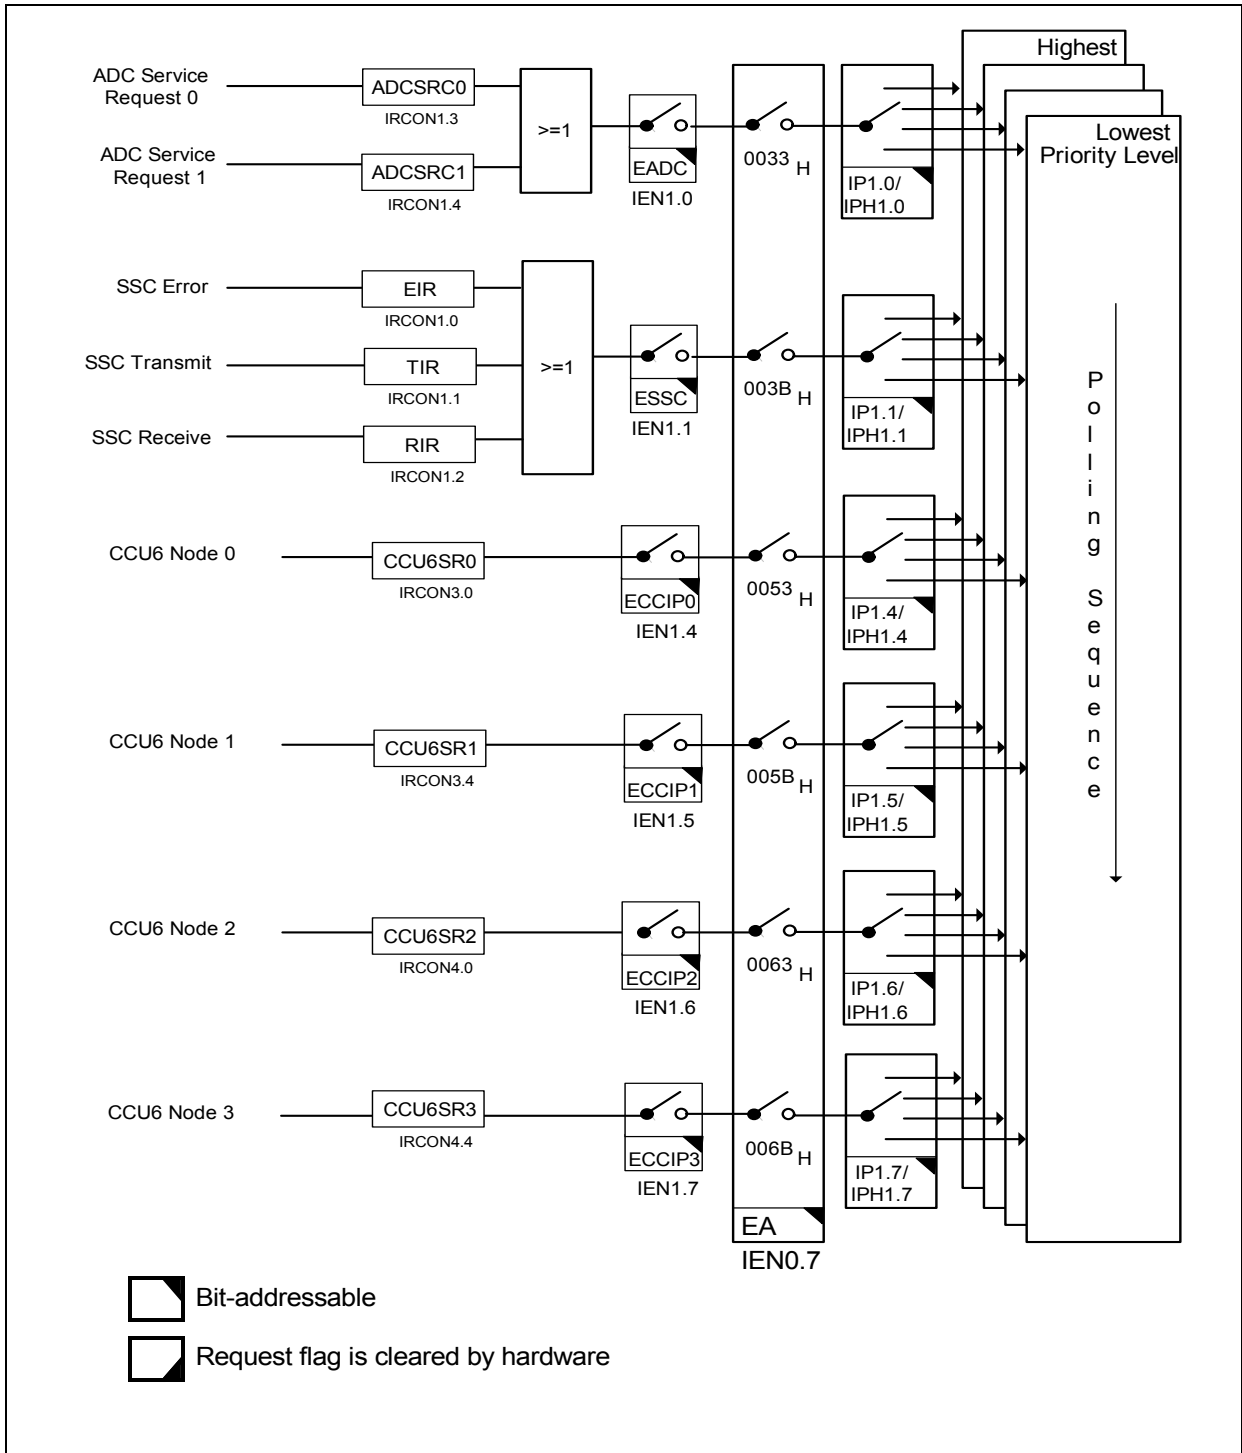 Highest
Lowest
Priority Level
ADC Service
Request 0
ADCSRC0
IRCON1.3
ADC Service
Request 1
ADCSRC1
IRCON1.4
>=1
EADC
IEN1.0
0033 H
IP1.0/
IPH1.0
SSC Error
EIR
IRCON1.0
SSC Transmit
TIR
IRCON1.1
SSC Receive
RIR
IRCON1.2
>=1
ESSC
IEN1.1
003B H
IP1.1/
IPH1.1
CCU6 Node 0
CCU6SR0
IRCON3.0
ECCIP0
IEN1.4
0053 H
IP1.4/
IPH1.4
CCU6 Node 1
CCU6SR1
IRCON3.4
ECCIP1
IEN1.5
005B H
IP1.5/
IPH1.5
CCU6 Node 2
CCU6SR2
IRCON4.0
ECCIP2
IEN1.6
0063 H
IP1.6/
IPH1.6
CCU6 Node 3
CCU6SR3
IRCON4.4
ECCIP3
IEN1.7
006B H
IP1.7/
IPH1.7
EA
IEN0.7
Polling Sequence
Bit-addressable
Request flag is cleared by hardware